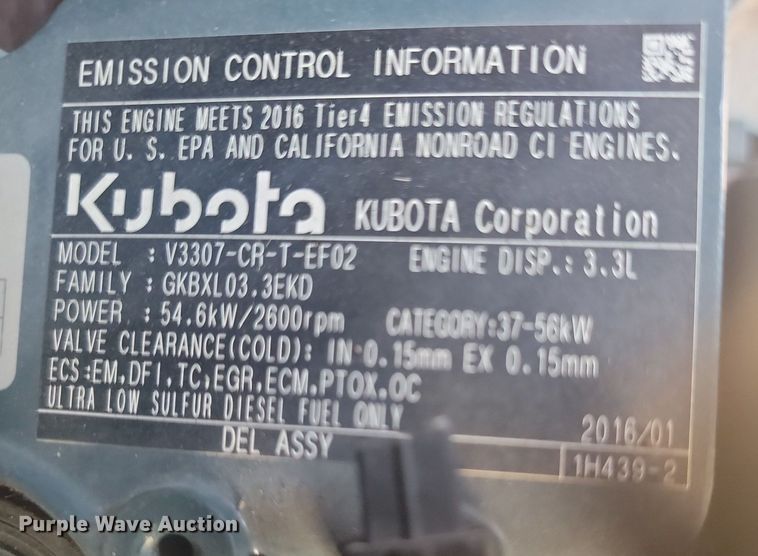 EMISSION CONTROL INFORMATION
THIS ENGINE MEETS 2016 Tier4 EMISSION REGULATIONS
FOR U. S. EPA AND CALIFORNIA NONROAD CI ENGINES.
Kubota KUBOTA Corporation
MODEL : V3307-CR-T-EF02 ENGINE DISP.: 3.3L
FAMILY : GKBXL03.3EKD
POWER : 54.6kW/2600rpm CATEGORY:37-56kW
VALVE CLEARANCE(COLD): IN 0.15mm EX 0.15mm
ECS :EM,DFI,TC,EGR,ECM,PTOX,OC
ULTRA LOW SULFUR DIESEL FUEL ONLY
DEL ASSY 2016/01
1H439-2
Purple Wave Auction